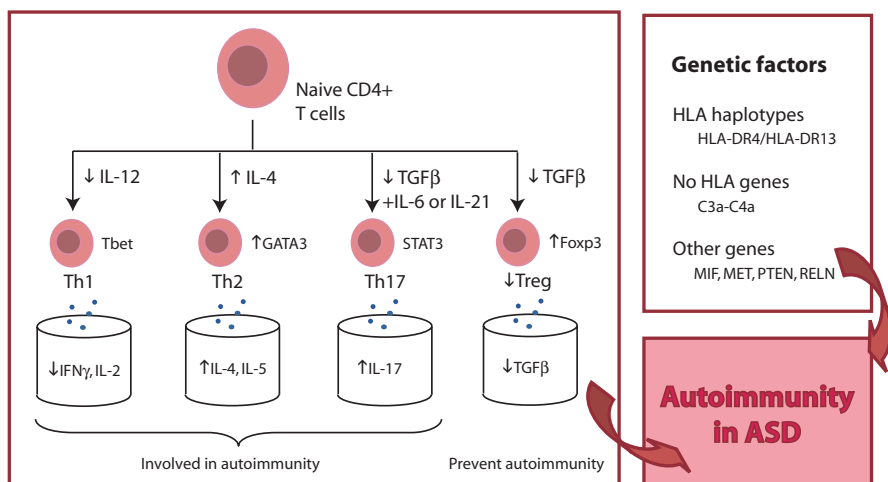 Naive CD4+
T cells
↓ IL-12
↑ IL-4
↓ TGFβ
+IL-6 or IL-21
↓ TGFβ
Tbet
↑GATA3
STAT3
↑Foxp3
Th1
Th2
Th17
↓Treg
↓IFNγ, IL-2
↑IL-4, IL-5
↑IL-17
↓TGFβ
Involved in autoimmunity
Prevent autoimmunity
Genetic factors
HLA haplotypes
HLA-DR4/HLA-DR13
No HLA genes
C3a-C4a
Other genes
MIF, MET, PTEN, RELN
Autoimmunity
in ASD